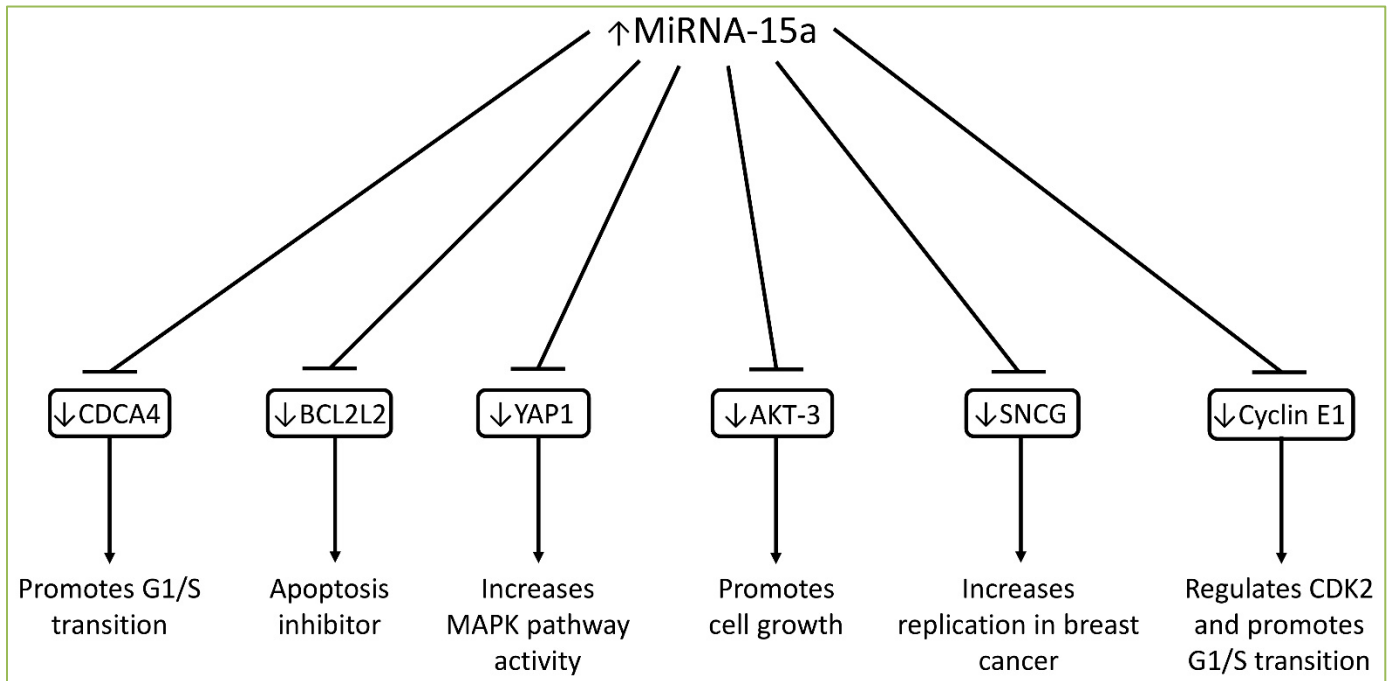 ↑MiRNA-15a
↓CDCA4
↓BCL2L2
↓YAP1
↓AKT-3
↓SNCG
↓Cyclin E1
Promotes G1/S
transition
Apoptosis
inhibitor
Increases
MAPK pathway
activity
Promotes
cell growth
Increases
replication in breast
cancer
Regulates CDK2
and promotes
G1/S transition